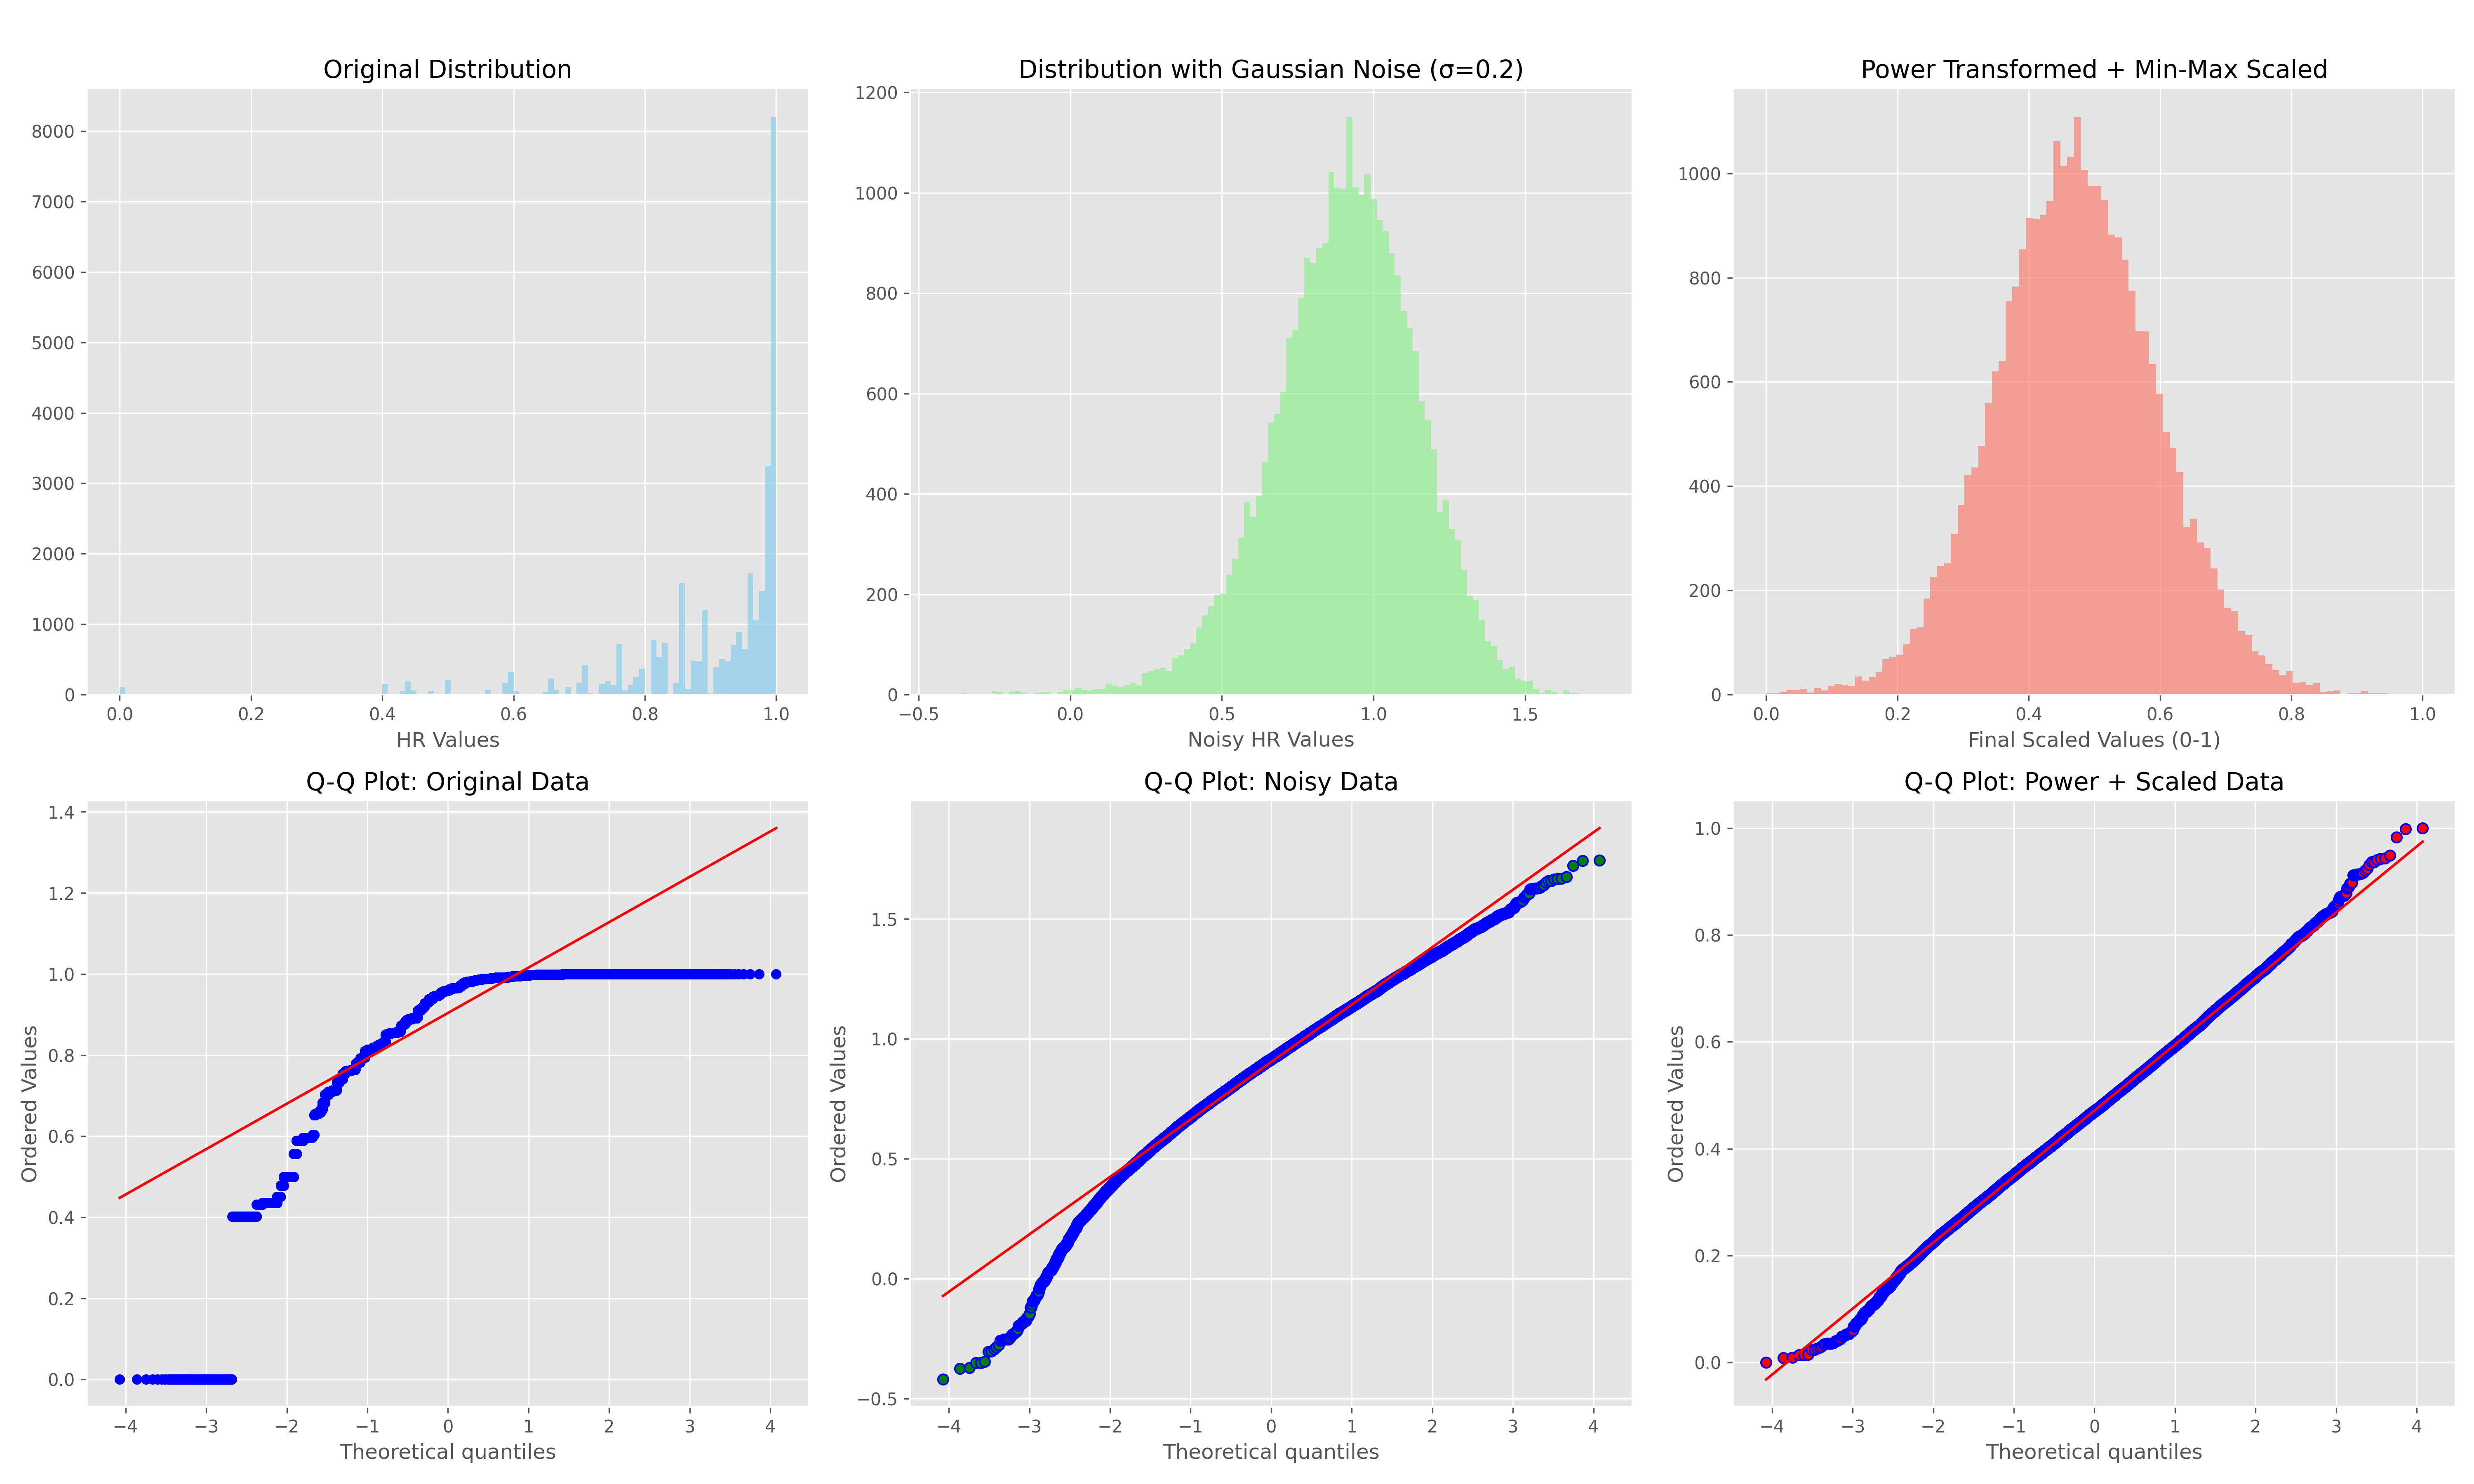 Original Distribution
8000
7000
6000
5000
4000
3000
2000
1000
0
0.0 0.2 0.4 0.6 0.8 1.0
HR Values
Distribution with Gaussian Noise (σ=0.2)
1200
1000
800
600
400
200
0
−0.5 0.0 0.5 1.0 1.5
Noisy HR Values
Power Transformed + Min-Max Scaled
1000
800
600
400
200
0
0.0 0.2 0.4 0.6 0.8 1.0
Final Scaled Values (0-1)
Q-Q Plot: Original Data
Ordered Values
1.4
1.2
1.0
0.8
0.6
0.4
0.2
0.0
−4 −3 −2 −1 0 1 2 3 4
Theoretical quantiles
Q-Q Plot: Noisy Data
Ordered Values
1.5
1.0
0.5
0.0
−0.5
−4 −3 −2 −1 0 1 2 3 4
Theoretical quantiles
Q-Q Plot: Power + Scaled Data
Ordered Values
1.0
0.8
0.6
0.4
0.2
0.0
−4 −3 −2 −1 0 1 2 3 4
Theoretical quantiles